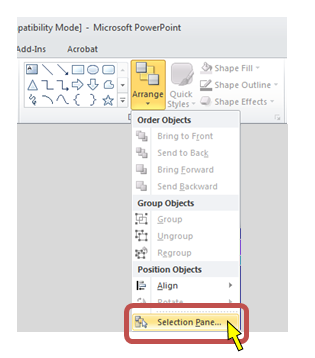 patibility Mode] - Microsoft PowerPoint
Add-Ins Acrobat
Arrange
Quick Styles
Shape Fill
Shape Outline
Shape Effects
Order Objects
Bring to Front
Send to Back
Bring Forward
Send Backward
Group Objects
Group
Ungroup
Regroup
Position Objects
Align
Rotate
Selection Pane...